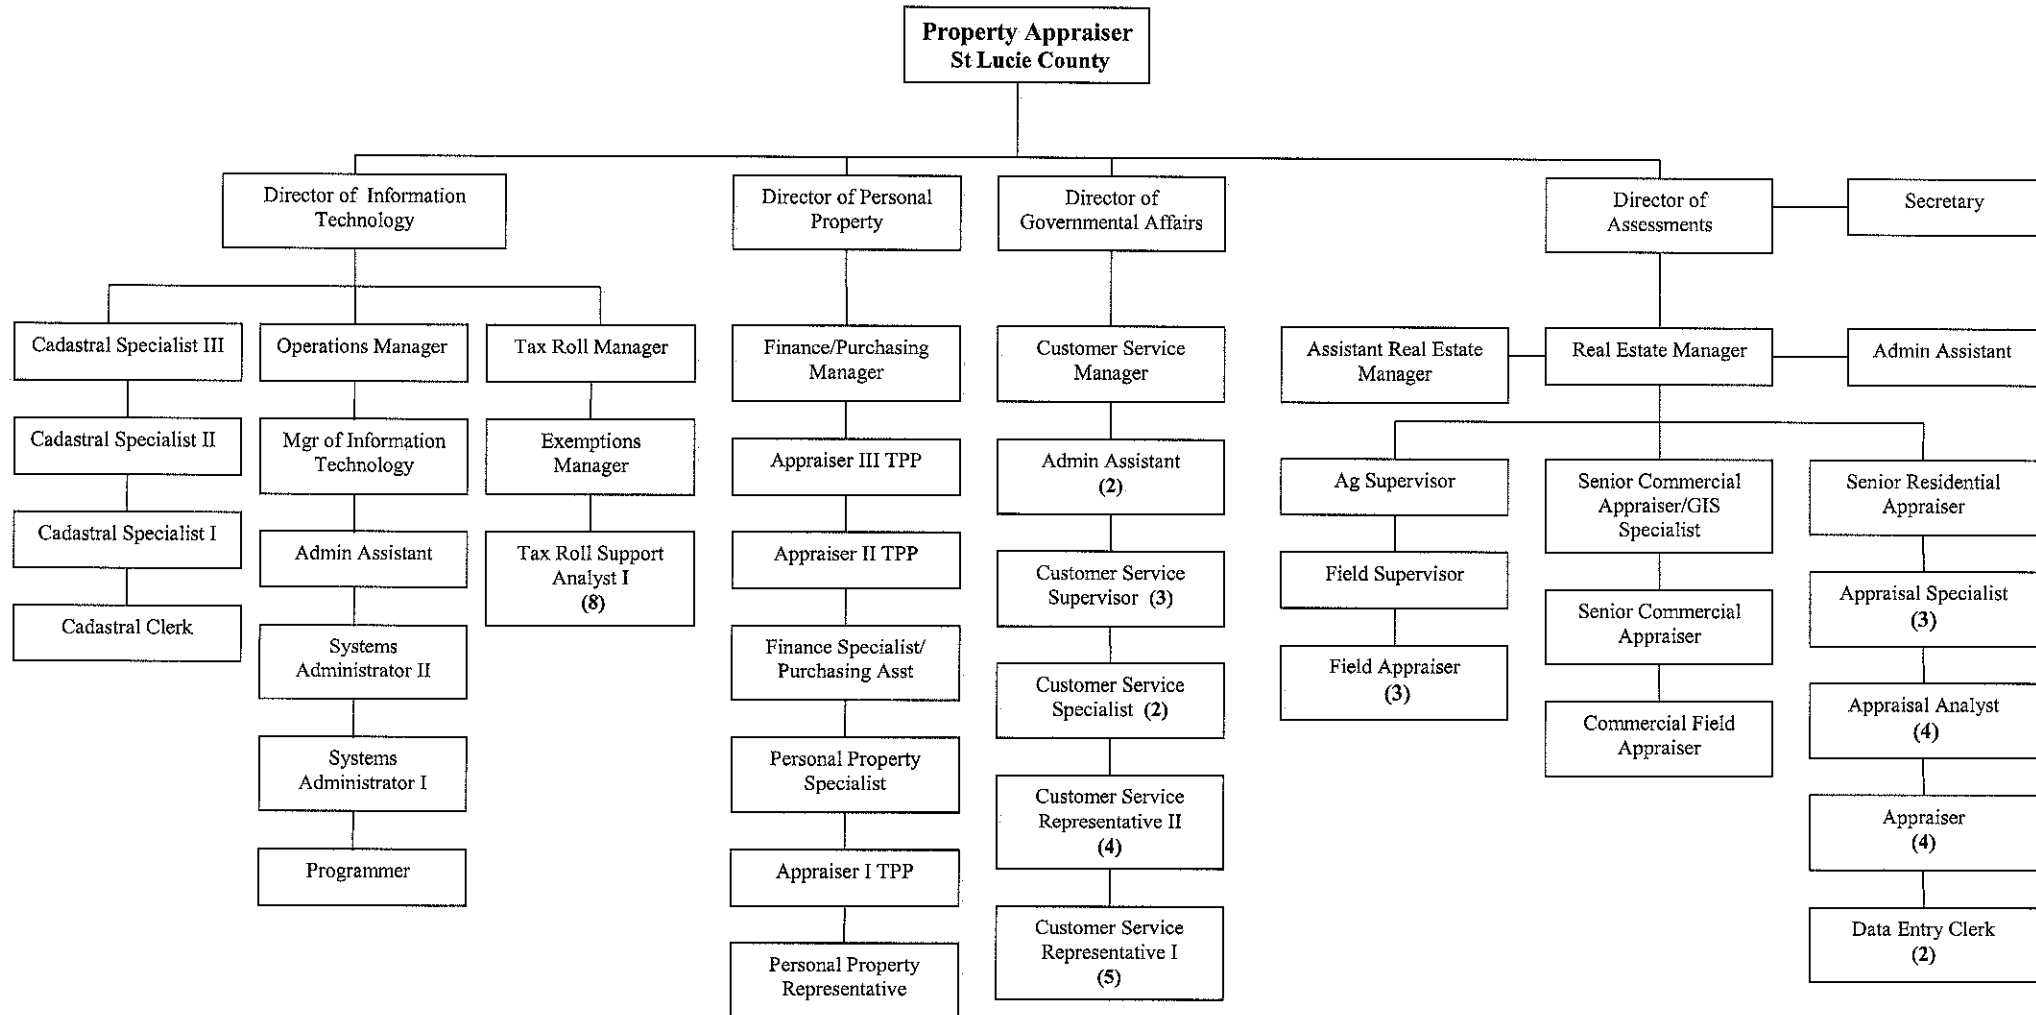 Property Appraiser
St Lucie County
Director of Information
Technology
Director of Personal
Property
Director of
Governmental Affairs
Director of
Assessments
Secretary
Cadastral Specialist III
Cadastral Specialist II
Cadastral Specialist I
Cadastral Clerk
Operations Manager
Mgr of Information
Technology
Admin Assistant
Systems
Administrator II
Systems
Administrator I
Programmer
Tax Roll Manager
Exemptions
Manager
Tax Roll Support
Analyst I
(8)
Finance/Purchasing
Manager
Appraiser III TPP
Appraiser II TPP
Finance Specialist/
Purchasing Asst
Personal Property
Specialist
Appraiser I TPP
Personal Property
Representative
Customer Service
Manager
Admin Assistant
(2)
Customer Service
Supervisor (3)
Customer Service
Specialist (2)
Customer Service
Representative II
(4)
Customer Service
Representative I
(5)
Assistant Real Estate
Manager
Real Estate Manager
Admin Assistant
Ag Supervisor
Field Supervisor
Field Appraiser
(3)
Senior Commercial
Appraiser/GIS
Specialist
Senior Commercial
Appraiser
Commercial Field
Appraiser
Senior Residential
Appraiser
Appraisal Specialist
(3)
Appraisal Analyst
(4)
Appraiser
(4)
Data Entry Clerk
(2)